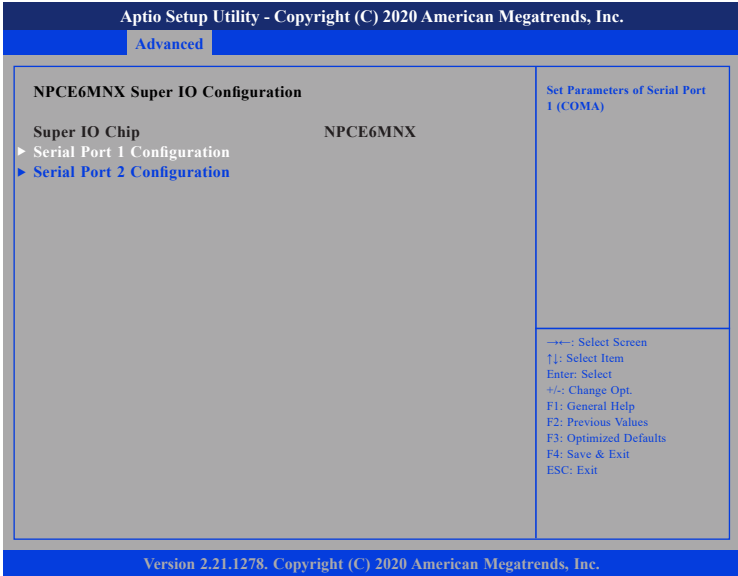 Aptio Setup Utility - Copyright (C) 2020 American Megatrends, Inc.
Advanced
NPCE6MNX Super IO Configuration
Super IO Chip NPCE6MNX
▶ Serial Port 1 Configuration
▶ Serial Port 2 Configuration
Set Parameters of Serial Port
1 (COMA)
→←: Select Screen
↑↓: Select Item
Enter: Select
+/-: Change Opt.
F1: General Help
F2: Previous Values
F3: Optimized Defaults
F4: Save & Exit
ESC: Exit
Version 2.21.1278. Copyright (C) 2020 American Megatrends, Inc.